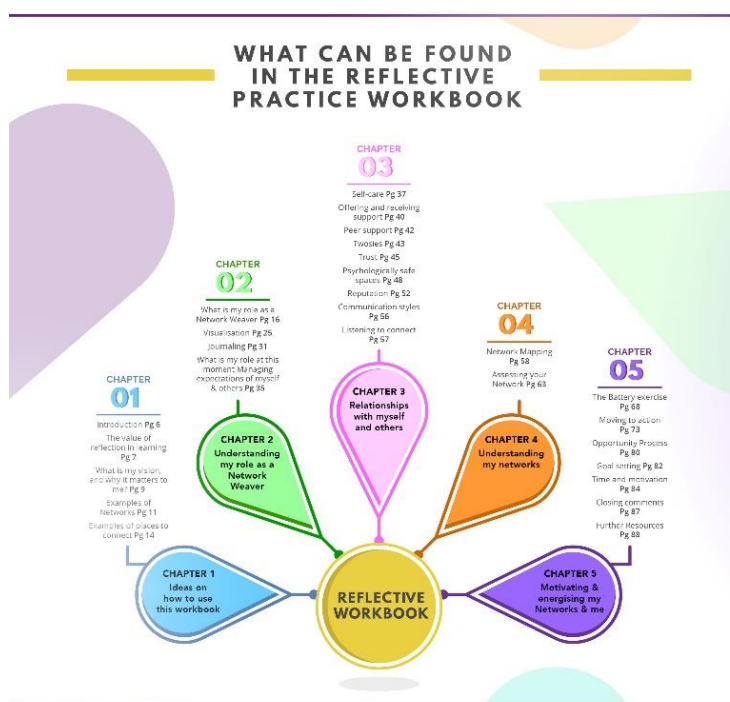 WHAT CAN BE FOUND
IN THE REFLECTIVE
PRACTICE WORKBOOK
CHAPTER
01
Introduction Pg 6
The value of
reflection in learning
Pg 7
What is my vision,
and why it matters to
me? Pg 9
Examples of
Networks Pg 11
Examples of places to
connect Pg 14
CHAPTER 1
Ideas on
how to use
this workbook
CHAPTER
02
What is my role as a
Network Weaver Pg 16
Visualisation Pg 25
Journaling Pg 31
What is my role at this
moment Managing
expectations of myself
& others Pg 35
CHAPTER 2
Understanding
my role as a
Network
Weaver
CHAPTER
03
Self-care Pg 37
Offering and receiving
support Pg 40
Peer support Pg 42
Twosies Pg 43
Trust Pg 45
Psychologically safe
spaces Pg 48
Reputation Pg 52
Communication styles
Pg 56
Listening to connect
Pg 57
CHAPTER 3
Relationships
with myself
and others
CHAPTER
04
Network Mapping
Pg 58
Assessing your
Network Pg 63
CHAPTER 4
Understanding
my networks
CHAPTER
05
The Battery exercise
Pg 68
Moving to action
Pg 73
Opportunity Process
Pg 80
Goal setting Pg 82
Time and motivation
Pg 84
Closing comments
Pg 87
Further Resources
Pg 88
CHAPTER 5
Motivating &
energising my
Networks & me
REFLECTIVE
WORKBOOK